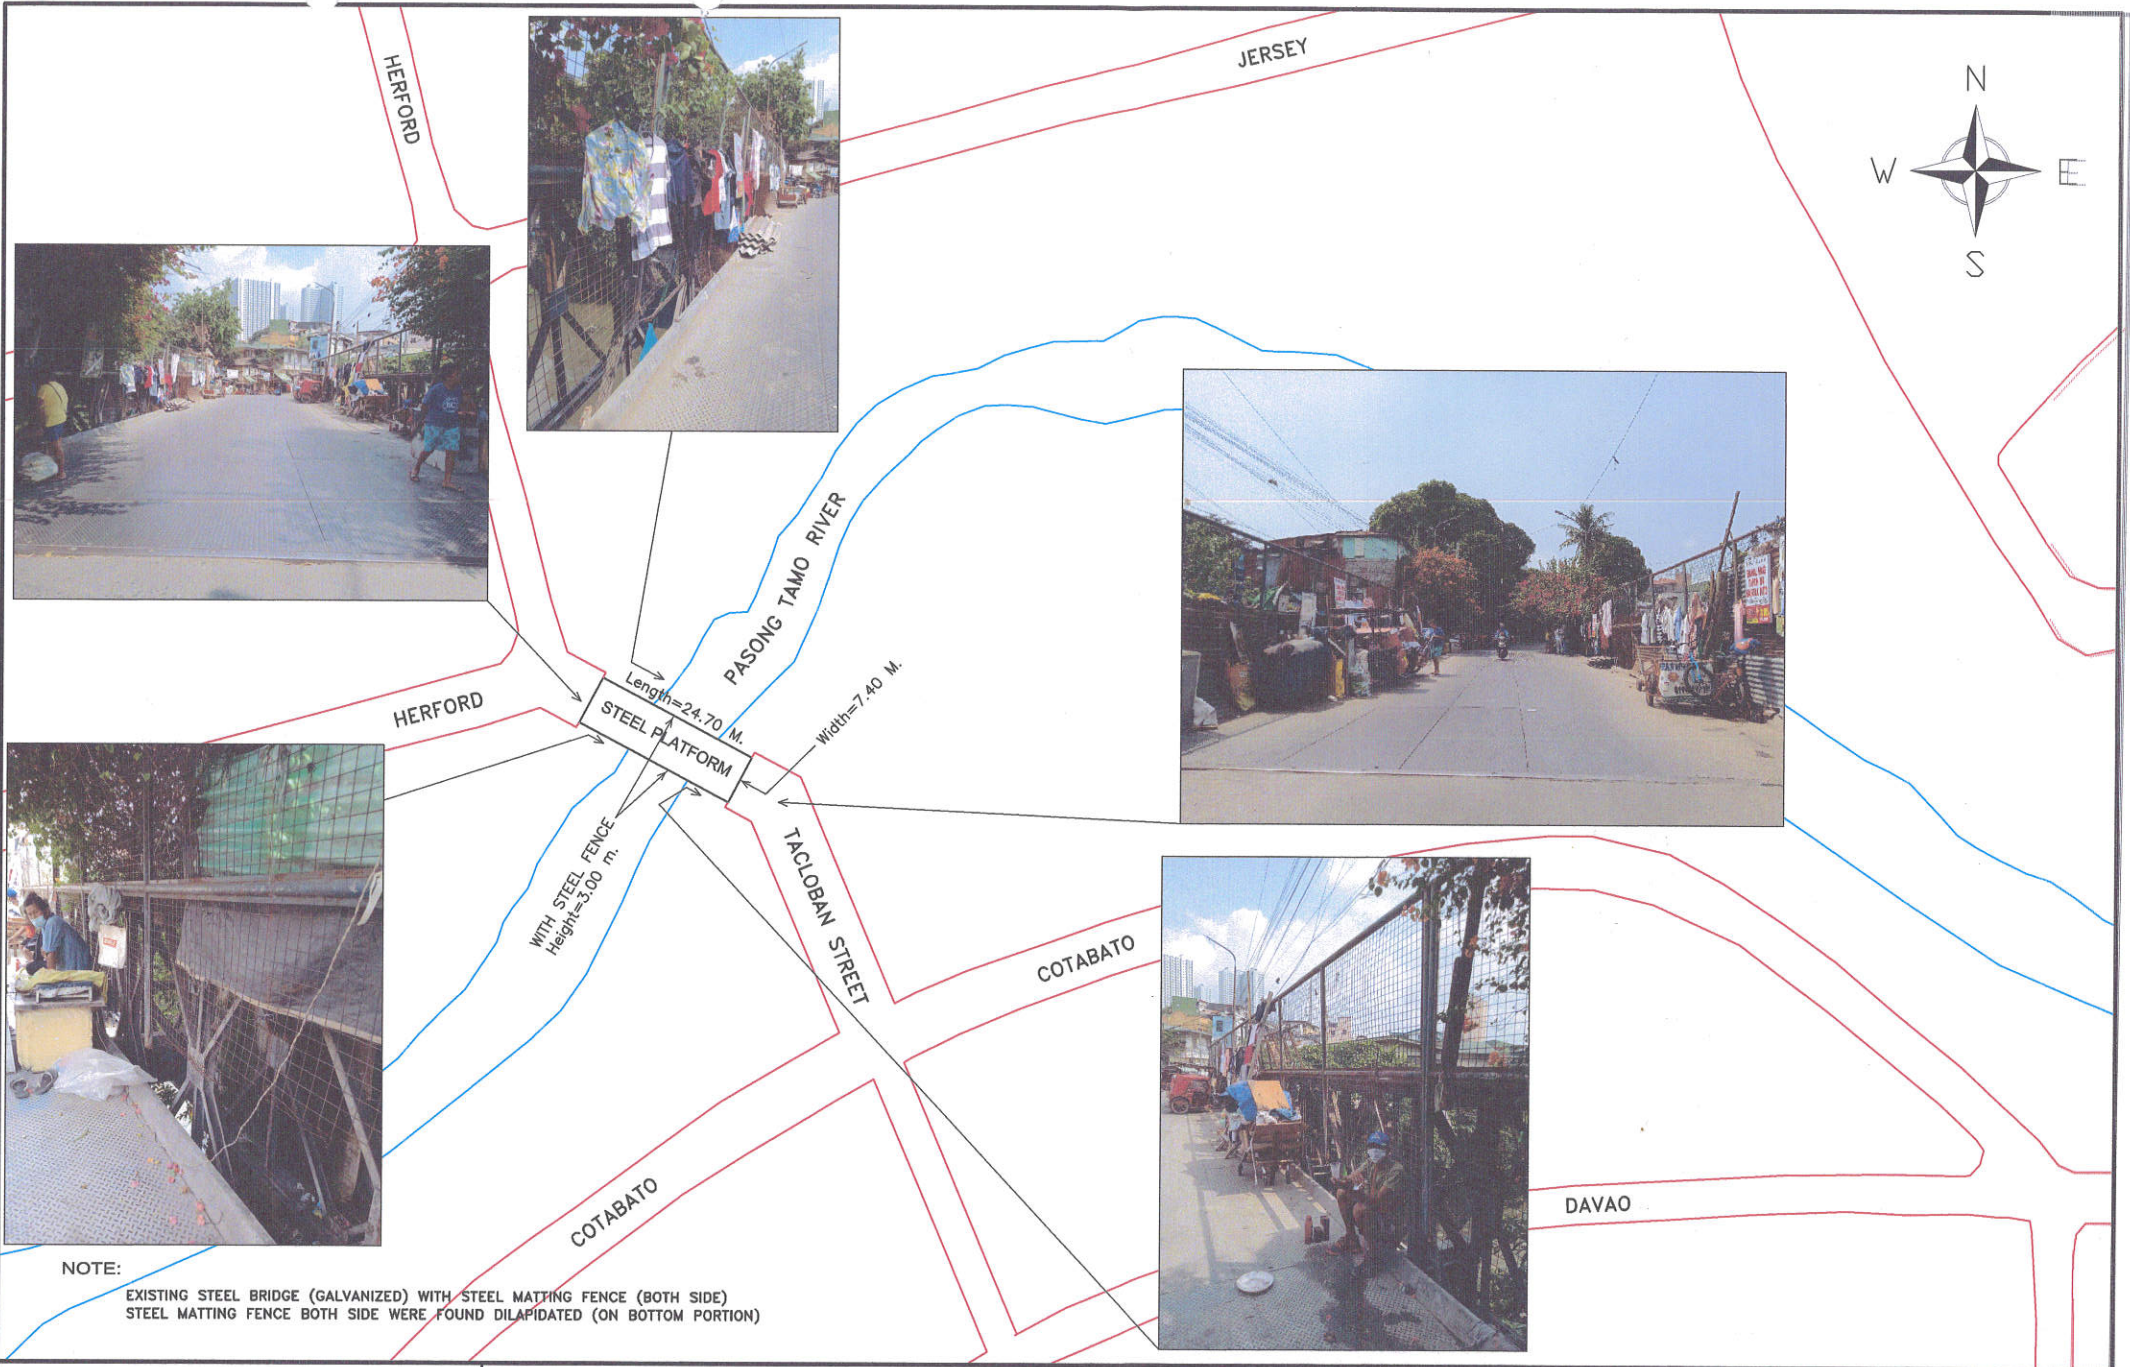 HERFORD
JERSEY
N
W
E
S
PASONG TAMO RIVER
Length=24.70 M.
STEEL PLATFORM
Width=7.40 M.
HERFORD
WITH STEEL FENCE
Height=3.00 m.
TACLOBAN STREET
COTABATO
COTABATO
DAVAO
NOTE:
EXISTING STEEL BRIDGE (GALVANIZED) WITH STEEL MATTING FENCE (BOTH SIDE)
STEEL MATTING FENCE BOTH SIDE WERE FOUND DILAPIDATED (ON BOTTOM PORTION)